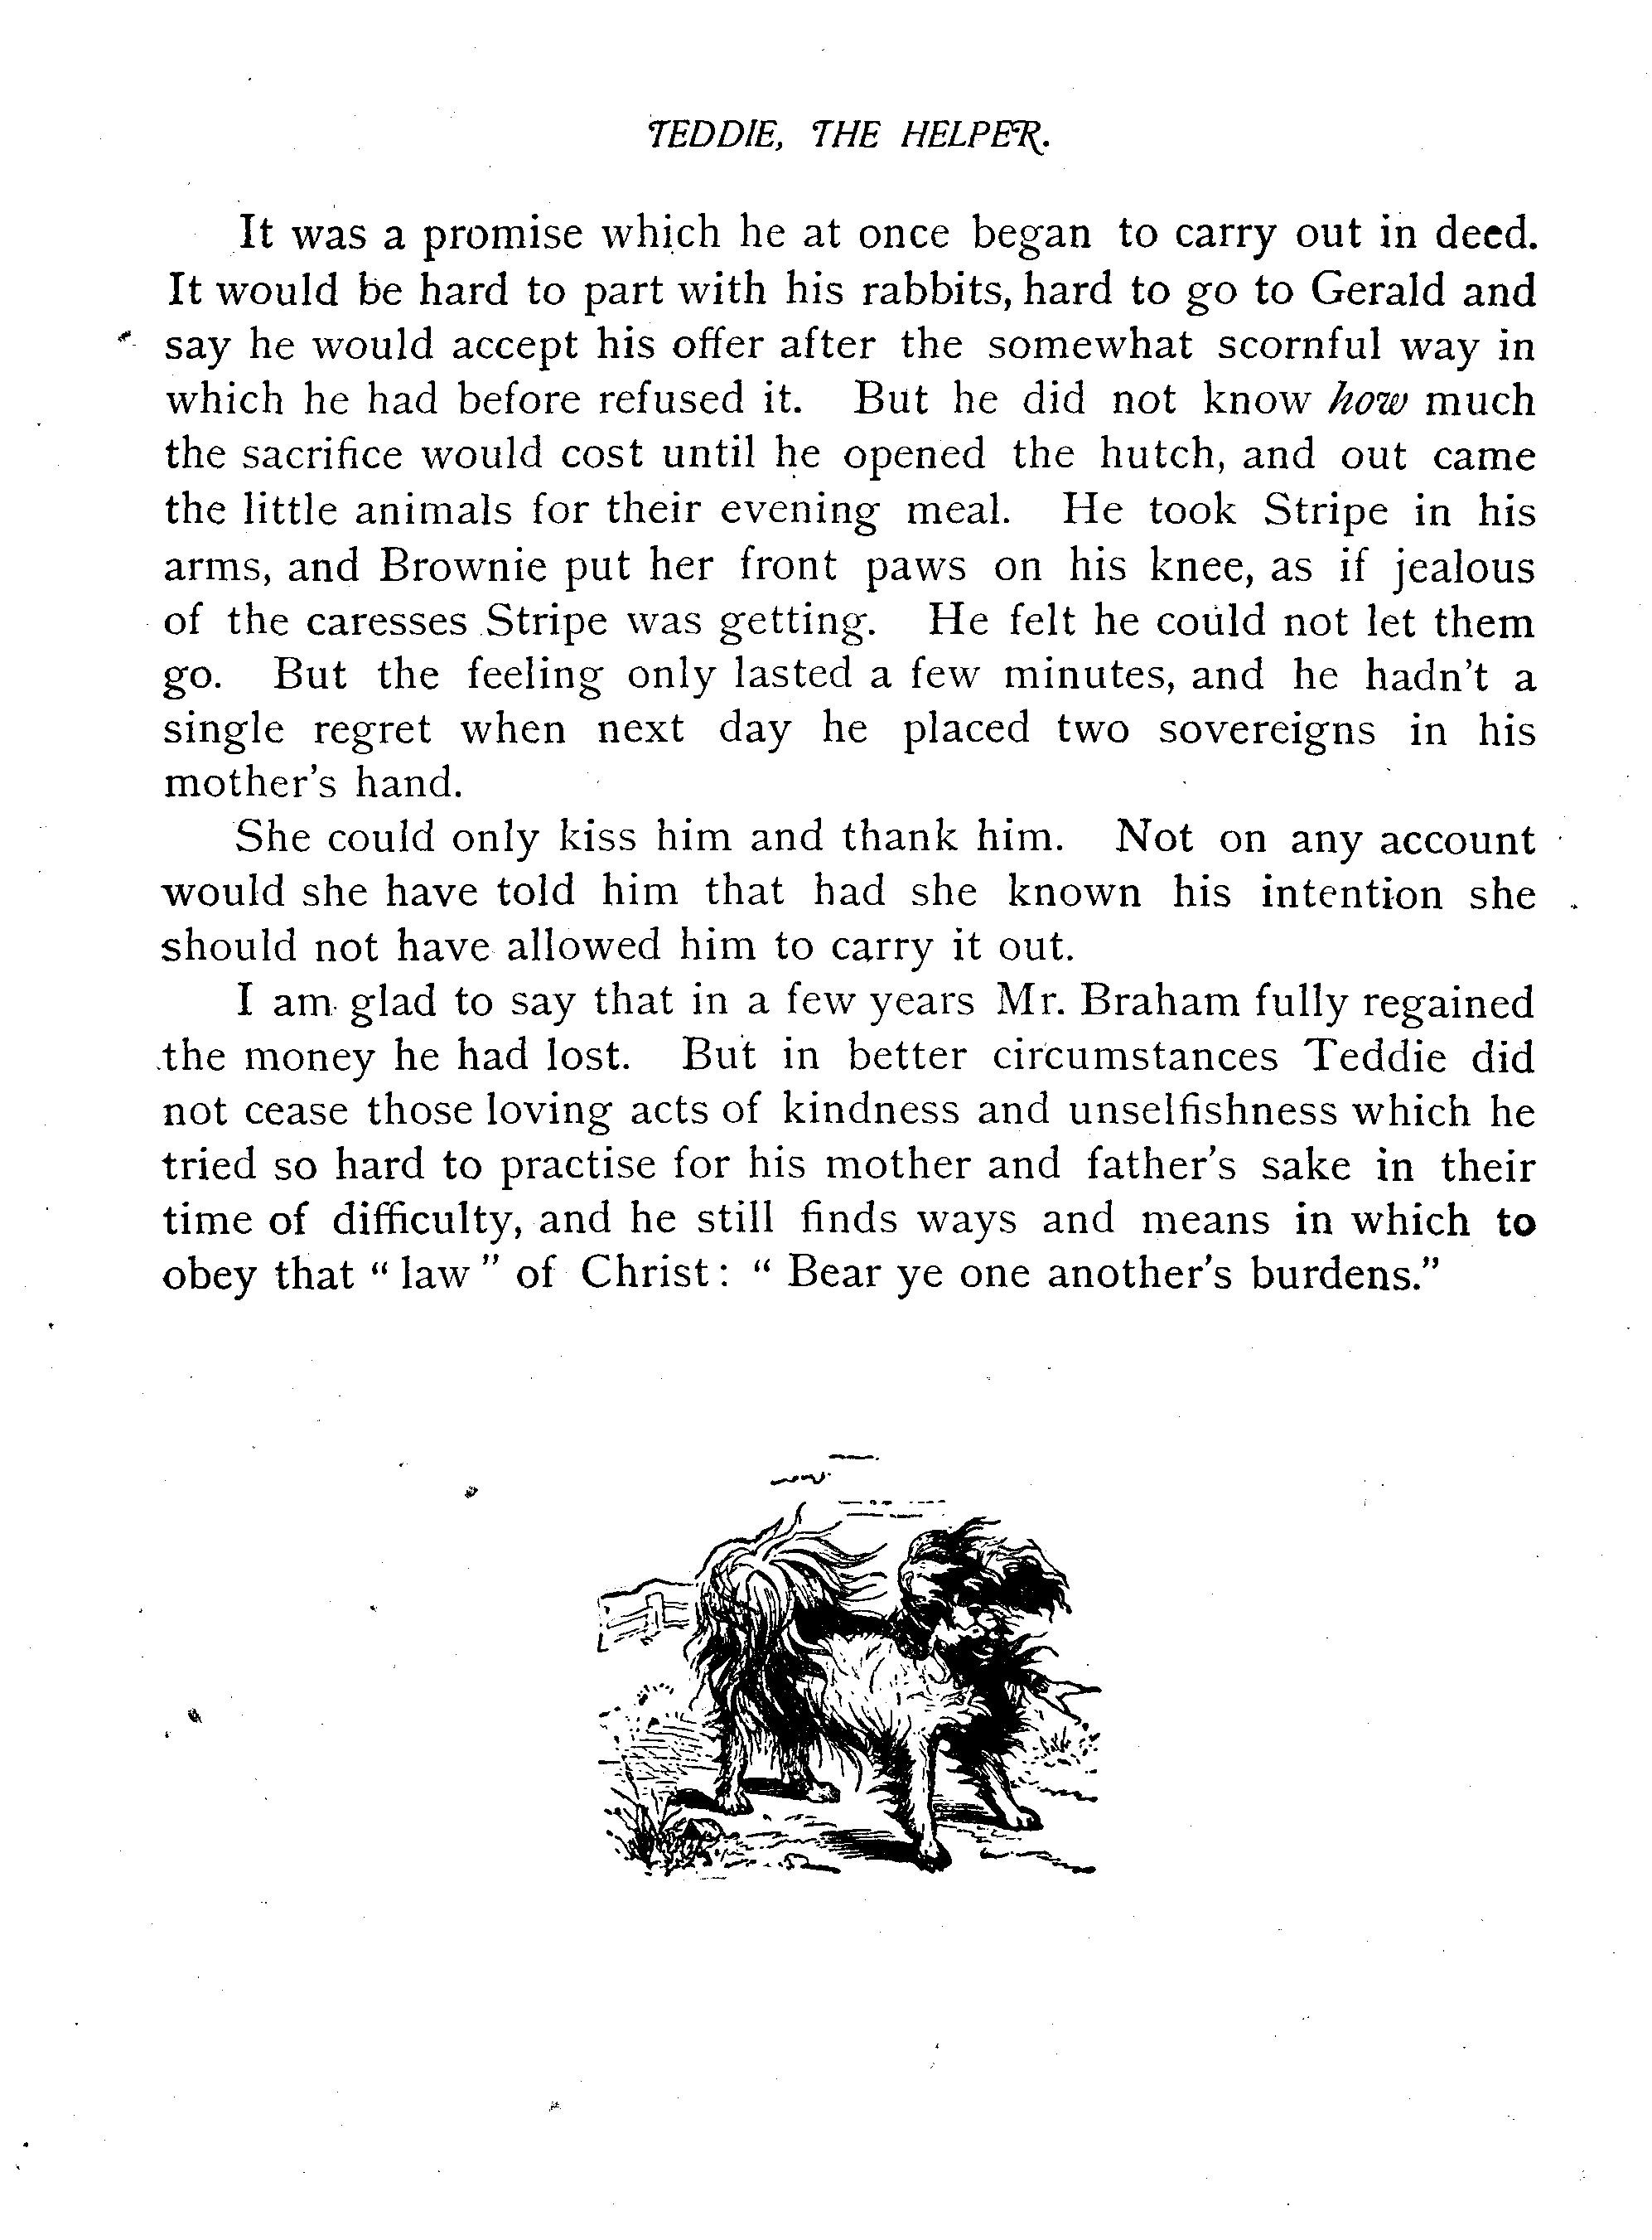 TEDDIE, THE HELPER.
It was a promise which he at once began to carry out in deed.
It would be hard to part with his rabbits, hard to go to Gerald and
say he would accept his offer after the somewhat scornful way in
which he had before refused it. But he did not know how much
the sacrifice would cost until he opened the hutch, and out came
the little animals for their evening meal. He took Stripe in his
arms, and Brownie put her front paws on his knee, as if jealous
of the caresses Stripe was getting. He felt he could not let them
go. But the feeling only lasted a few minutes, and he hadn't a
single regret when next day he placed two sovereigns in his
mother's hand.
She could only kiss him and thank him. Not on any account
would she have told him that had she known his intention she
should not have allowed him to carry it out.
I am glad to say that in a few years Mr. Braham fully regained
the money he had lost. But in better circumstances Teddie did
not cease those loving acts of kindness and unselfishness which he
tried so hard to practise for his mother and father's sake in their
time of difficulty, and he still finds ways and means in which to
obey that " law " of Christ : " Bear ye one another's burdens."